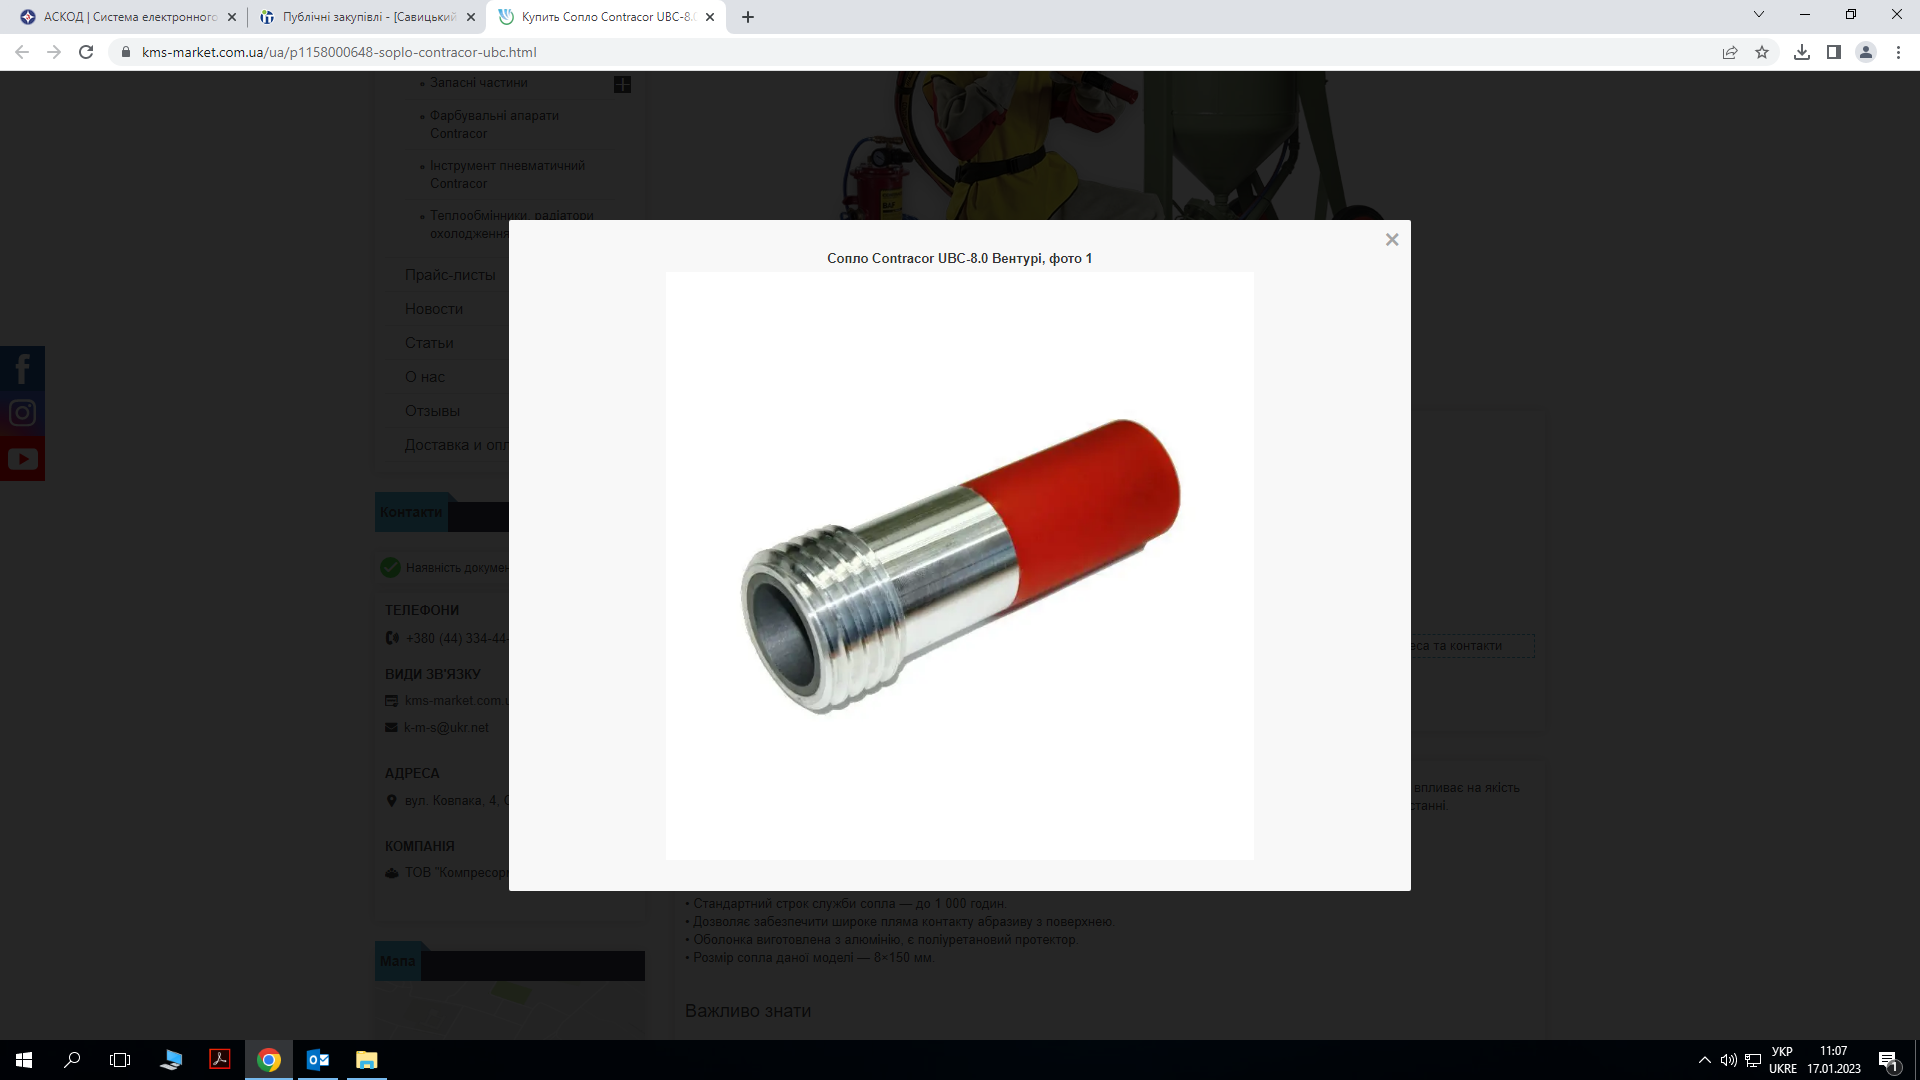 АСКОД | Система електронного
Публічні закупівлі - [Савицький
Купить Сопло Contracor UBC-8.0
kms-market.com.ua/ua/p1158000648-soplo-contracor-ubc.html
Запасні частини
Фарбувальні апарати
Contracor
Інструмент пневматичний
Contracor
Теплообмінники, радіатори
охолодження
Прайс-листы
Новости
Статьи
О нас
Отзывы
Доставка и опл
Контакти
Наявність докумен
ТЕЛЕФОНИ
+380 (44) 334-44-
ВИДИ ЗВ'ЯЗКУ
kms-market.com.u
k-m-s@ukr.net
АДРЕСА
вул. Ковпака, 4,
КОМПАНІЯ
ТОВ "Компресорн
Мапа
Сопло Contracor UBC-8.0 Вентурі, фото 1
еса та контакти
впливає на якість
станні.
• Стандартний строк служби сопла — до 1 000 годин.
• Дозволяє забезпечити широке пляма контакту абразиву з поверхнею.
• Оболонка виготовлена з алюмінію, є поліуретановий протектор.
• Розмір сопла даної моделі — 8×150 мм.
Важливо знати
УКР
UKRE
11:07
17.01.2023
1